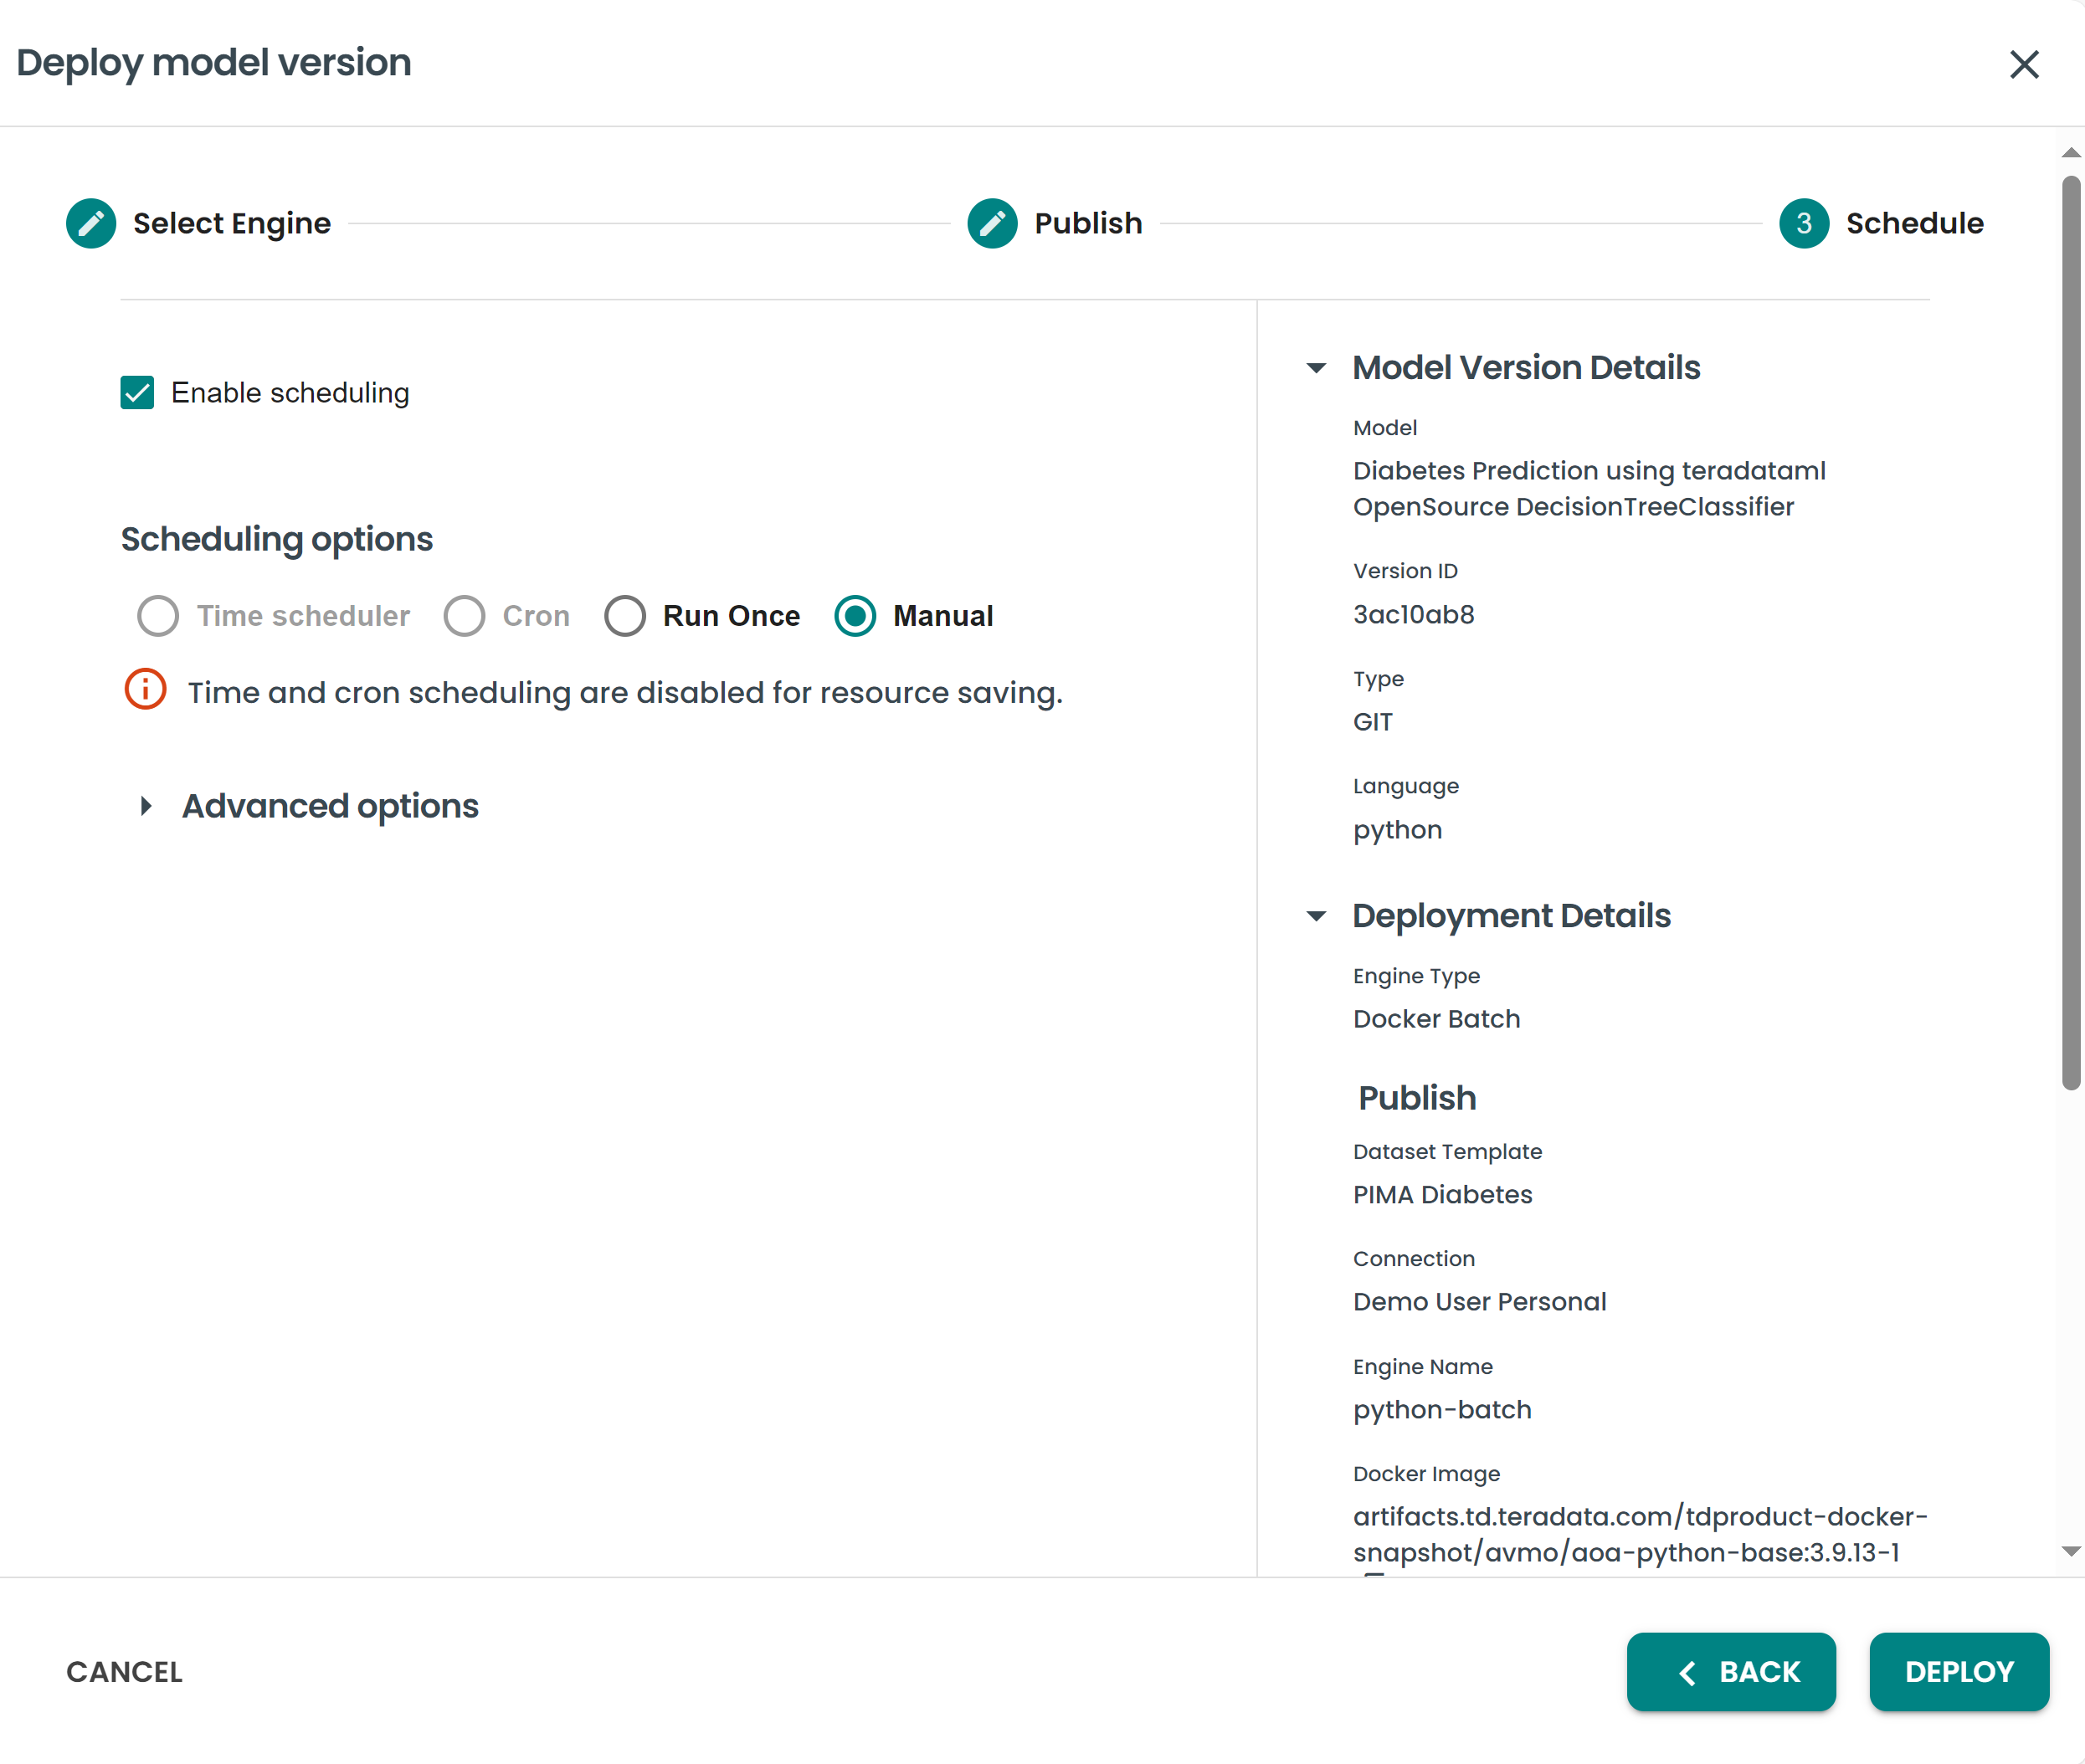 Deploy model version
Select Engine
Publish
3 Schedule
Enable scheduling
Scheduling options
Time scheduler
Cron
Run Once
Manual
Time and cron scheduling are disabled for resource saving.
Advanced options
Model Version Details
Model
Diabetes Prediction using teradataml
OpenSource DecisionTreeClassifier
Version ID
3ac10ab8
Type
GIT
Language
python
Deployment Details
Engine Type
Docker Batch
Publish
Dataset Template
PIMA Diabetes
Connection
Demo User Personal
Engine Name
python-batch
Docker Image
artifacts.td.teradata.com/tdproduct-docker-
snapshot/avmo/aoa-python-base:3.9.13-1
CANCEL
BACK
DEPLOY